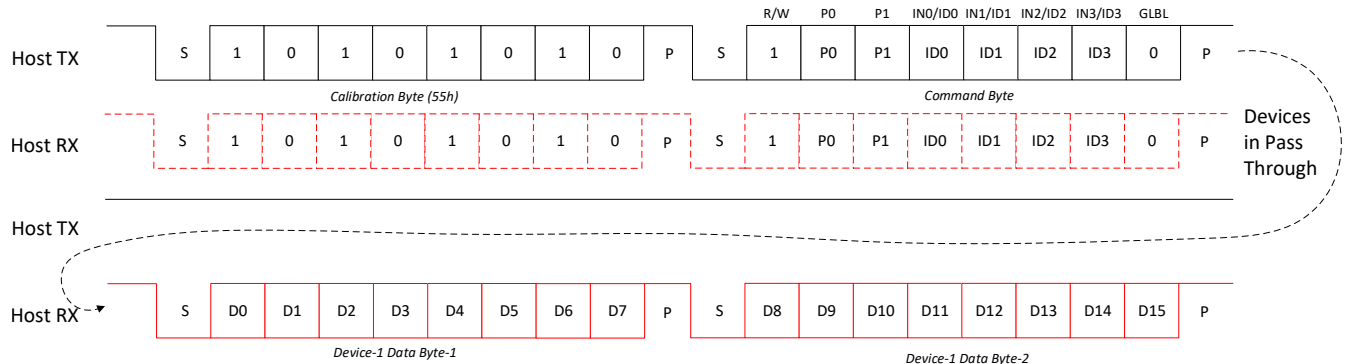 R/W P0 P1 IN0/ID0 IN1/ID1 IN2/ID2 IN3/ID3 GLBL
Host TX S 1 0 1 0 1 0 1 0 P S 1 P0 P1 ID0 ID1 ID2 ID3 0 P
Calibration Byte (55h) Command Byte
Host RX S 1 0 1 0 1 0 1 0 P S 1 P0 P1 ID0 ID1 ID2 ID3 0 P
Devices
in Pass
Through
Host TX
Host RX S D0 D1 D2 D3 D4 D5 D6 D7 P S D8 D9 D10 D11 D12 D13 D14 D15 P
Device-1 Data Byte-1 Device-1 Data Byte-2